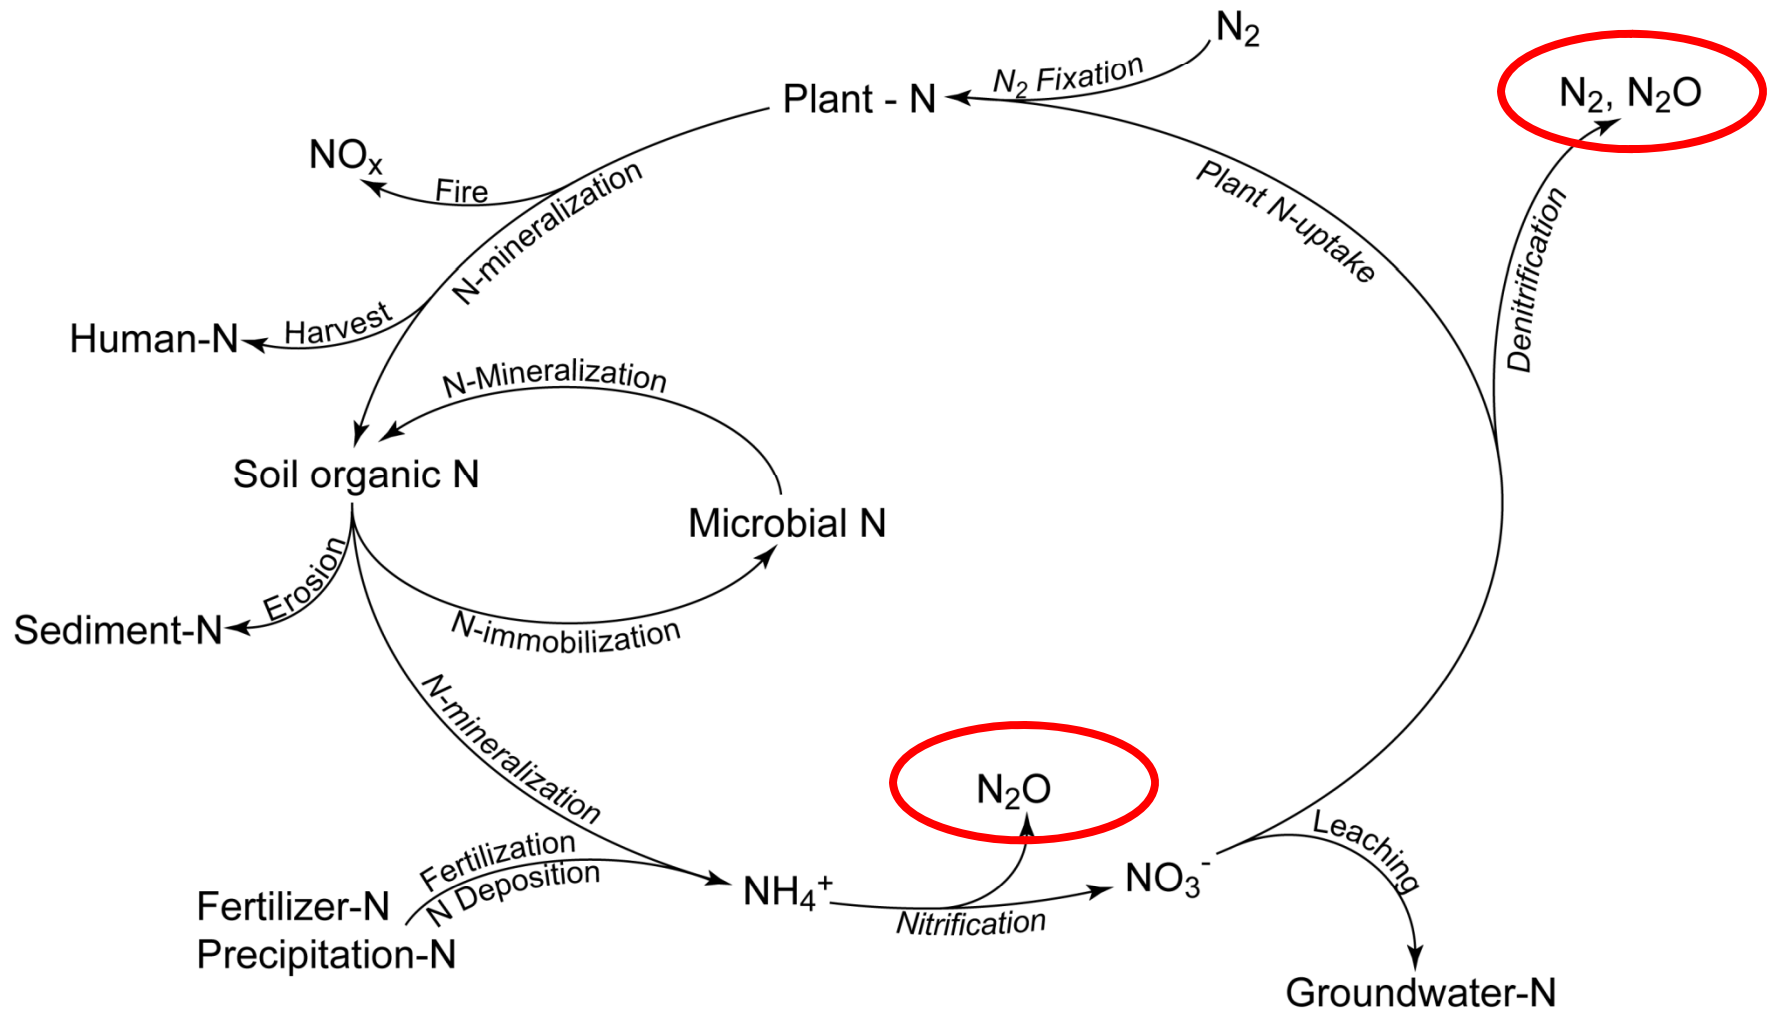 N₂
N₂ Fixation
Plant - N
N₂, N₂O
NOₓ
Fire
N-mineralization
Plant N-uptake
Denitrification
Human-N
Harvest
N-Mineralization
Soil organic N
Microbial N
Erosion
Sediment-N
N-immobilization
N-mineralization
N₂O
Fertilization
N Deposition
Fertilizer-N
Precipitation-N
NH₄⁺
Nitrification
NO₃⁻
Leaching
Groundwater-N